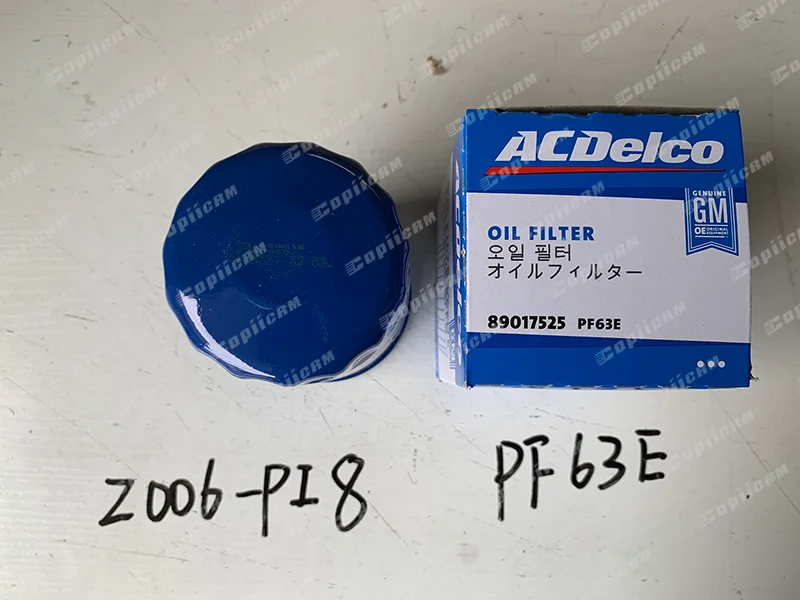 ACDelco
GENUINE
GM
OE ORIGINAL
EQUIPMENT
OIL FILTER
오일 필터
オイルフィルター
89017525 PF63E
Z006-PI8
PF63E
CopiiCAM